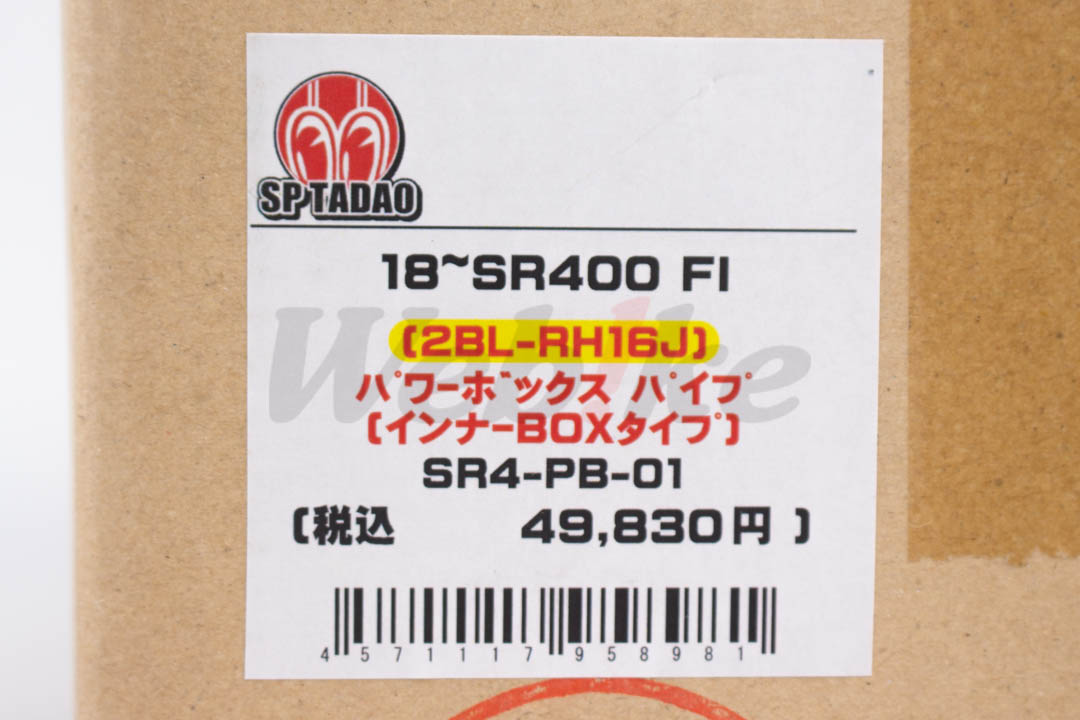 SP TADAO
18~SR400 FI
(2BL-RH16J)
パワーボックス パイプ
(インナーBOXタイプ)
SR4-PB-01
(税込 49,830円 )
4571117958981
Webike